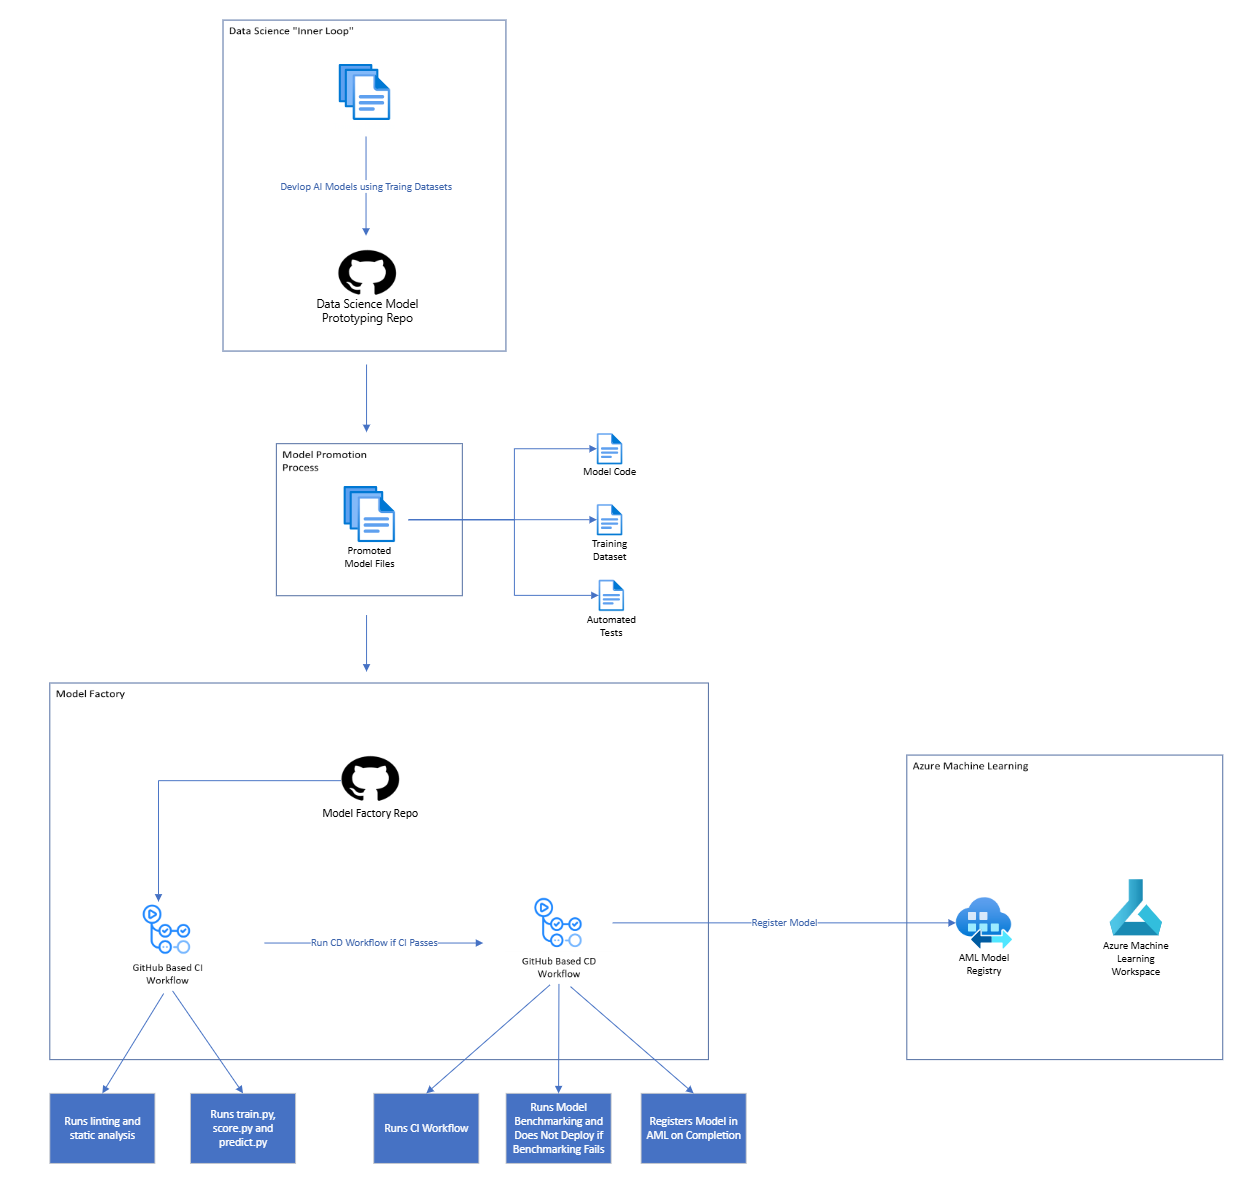 Data Science "Inner Loop"
Devlop AI Models using Traing Datasets
Data Science Model
Prototyping Repo
Model Promotion
Process
Promoted
Model Files
Model Code
Training
Dataset
Automated
Tests
Model Factory
Model Factory Repo
GitHub Based CI
Workflow
Run CD Workflow if CI Passes
GitHub Based CD
Workflow
Register Model
Azure Machine Learning
AML Model
Registry
Azure Machine
Learning
Workspace
Runs linting and
static analysis
Runs train.py,
score.py and
predict.py
Runs CI Workflow
Runs Model
Benchmarking and
Does Not Deploy if
Benchmarking Fails
Registers Model in
AML on Completion